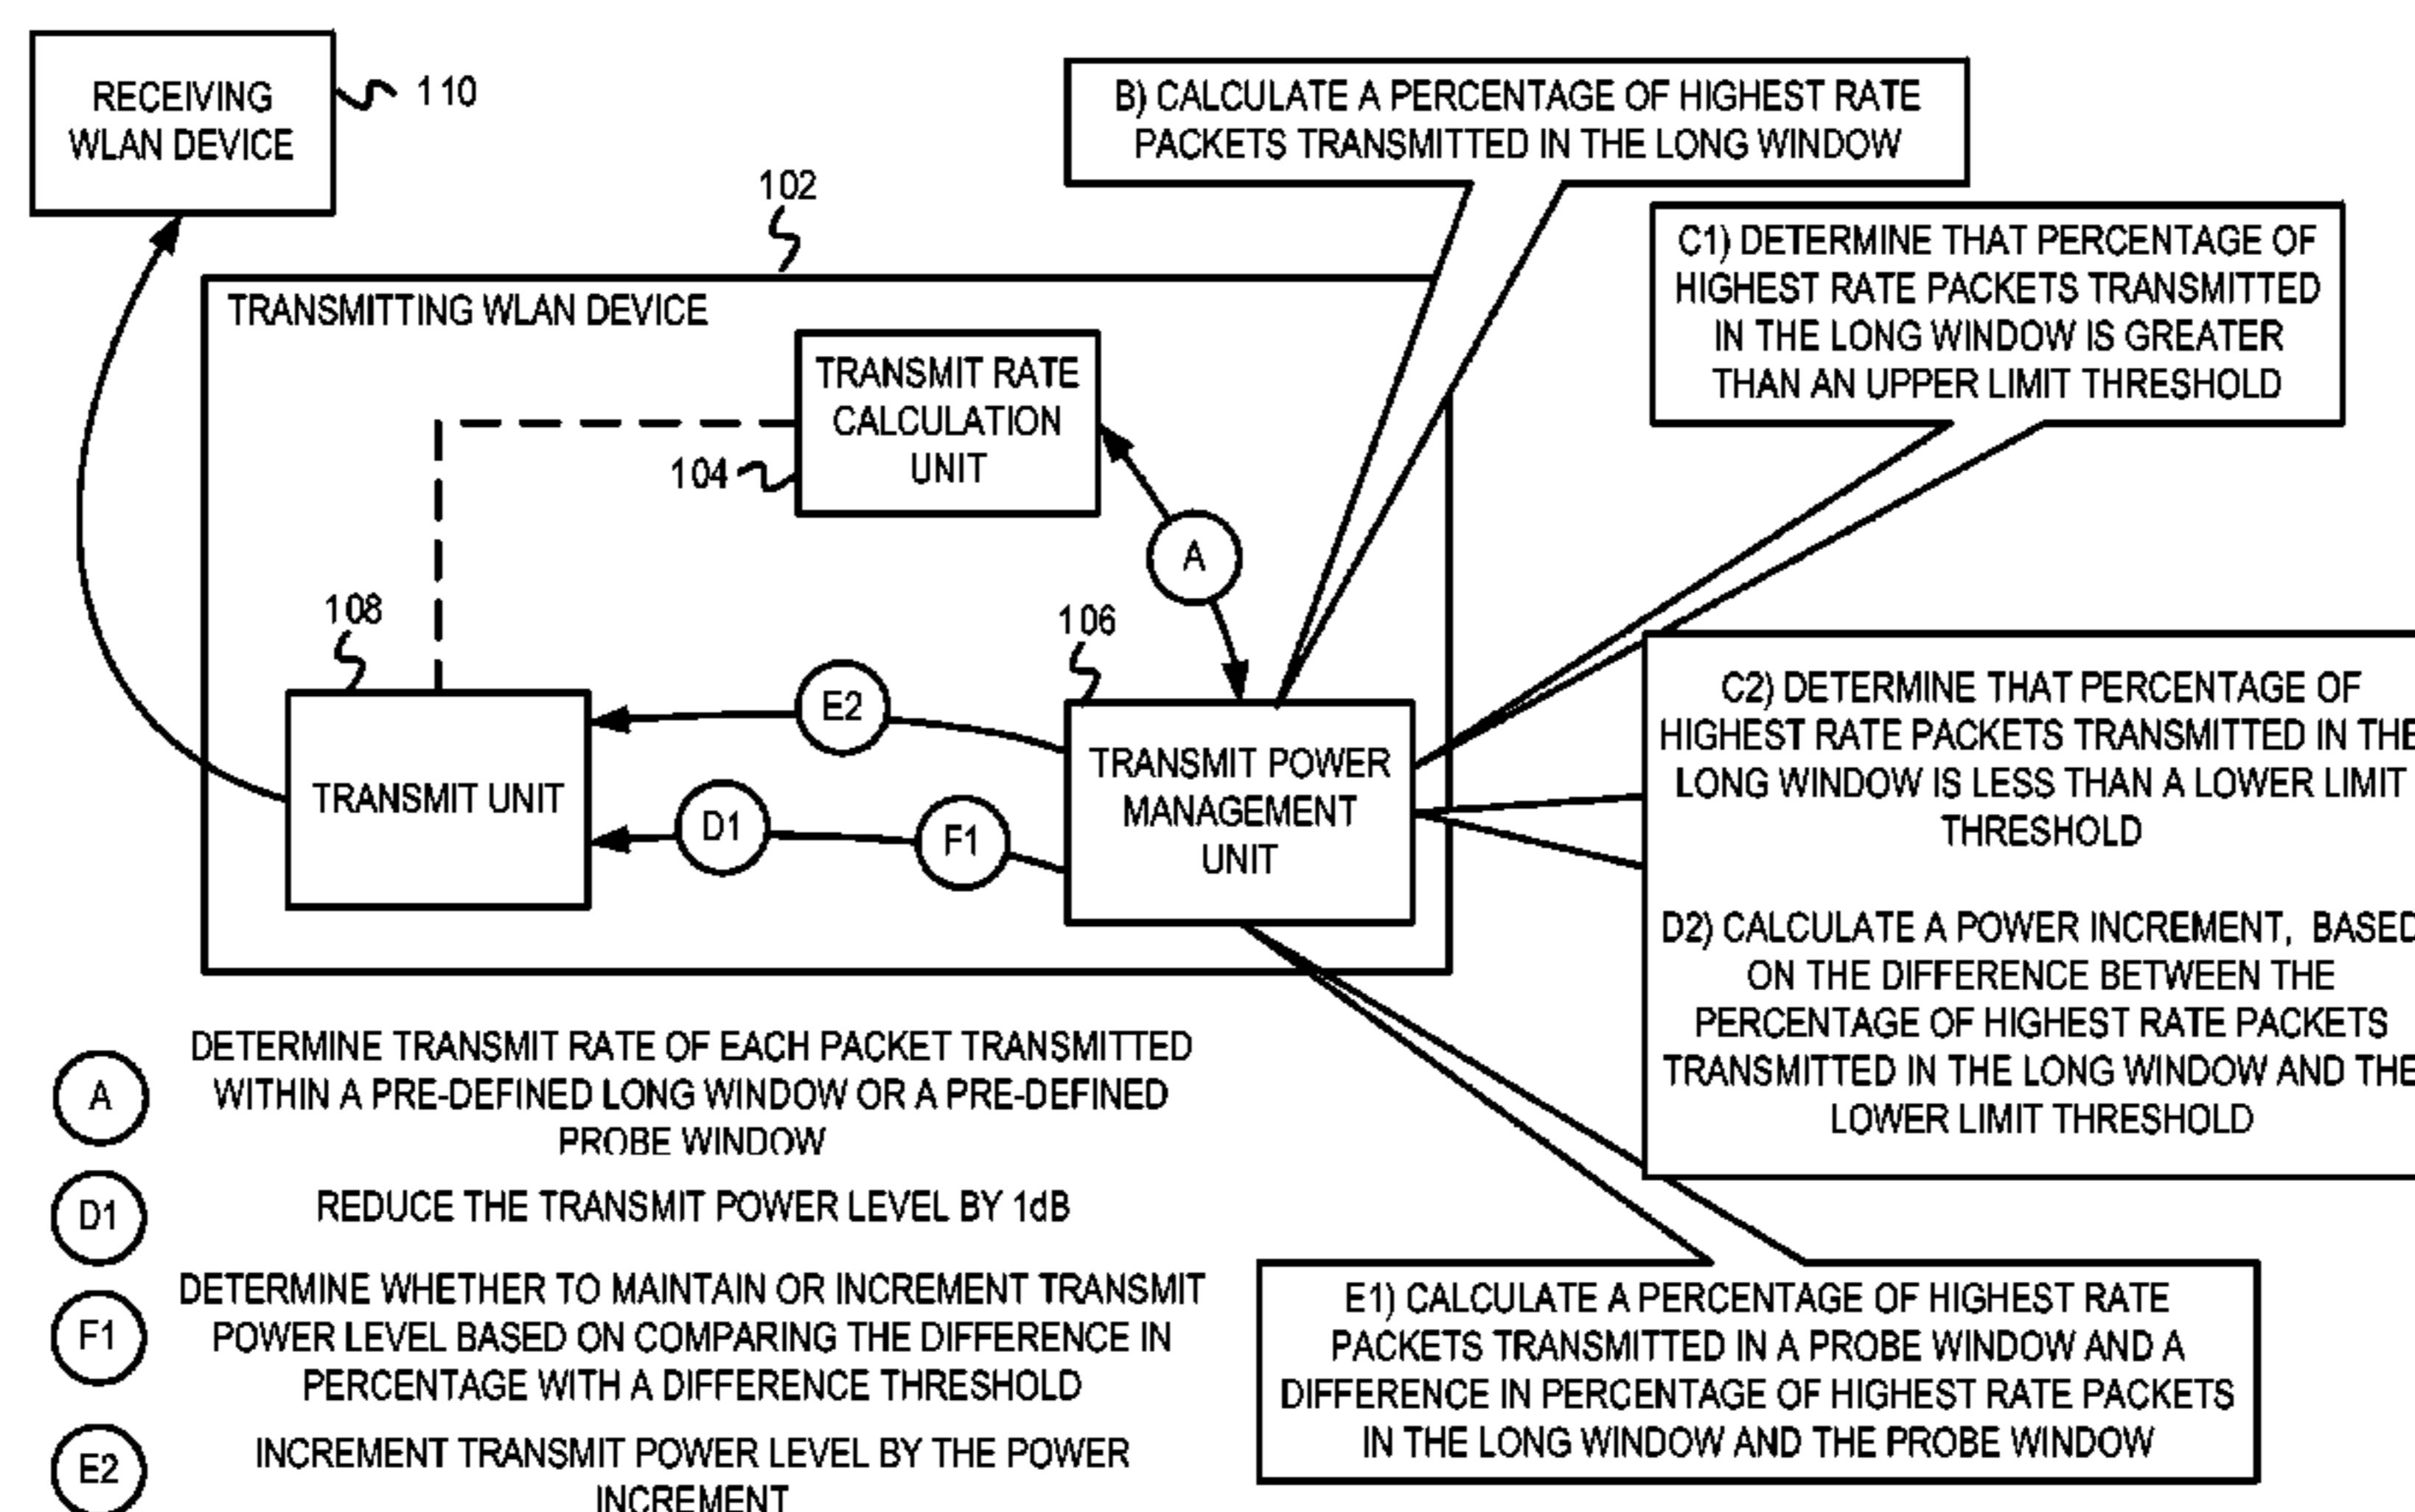 RECEIVING
WLAN DEVICE
110
B) CALCULATE A PERCENTAGE OF HIGHEST RATE
PACKETS TRANSMITTED IN THE LONG WINDOW
102
C1) DETERMINE THAT PERCENTAGE OF
HIGHEST RATE PACKETS TRANSMITTED
IN THE LONG WINDOW IS GREATER
THAN AN UPPER LIMIT THRESHOLD
TRANSMITTING WLAN DEVICE
TRANSMIT RATE
CALCULATION
UNIT
104
A
108
106
E2
TRANSMIT UNIT
D1
F1
TRANSMIT POWER
MANAGEMENT
UNIT
C2) DETERMINE THAT PERCENTAGE OF
HIGHEST RATE PACKETS TRANSMITTED IN THE
LONG WINDOW IS LESS THAN A LOWER LIMIT
THRESHOLD
D2) CALCULATE A POWER INCREMENT, BASED
ON THE DIFFERENCE BETWEEN THE
PERCENTAGE OF HIGHEST RATE PACKETS
TRANSMITTED IN THE LONG WINDOW AND THE
LOWER LIMIT THRESHOLD
A
DETERMINE TRANSMIT RATE OF EACH PACKET TRANSMITTED
WITHIN A PRE-DEFINED LONG WINDOW OR A PRE-DEFINED
PROBE WINDOW
D1
REDUCE THE TRANSMIT POWER LEVEL BY 1dB
F1
DETERMINE WHETHER TO MAINTAIN OR INCREMENT TRANSMIT
POWER LEVEL BASED ON COMPARING THE DIFFERENCE IN
PERCENTAGE WITH A DIFFERENCE THRESHOLD
E2
INCREMENT TRANSMIT POWER LEVEL BY THE POWER
INCREMENT
E1) CALCULATE A PERCENTAGE OF HIGHEST RATE
PACKETS TRANSMITTED IN A PROBE WINDOW AND A
DIFFERENCE IN PERCENTAGE OF HIGHEST RATE PACKETS
IN THE LONG WINDOW AND THE PROBE WINDOW